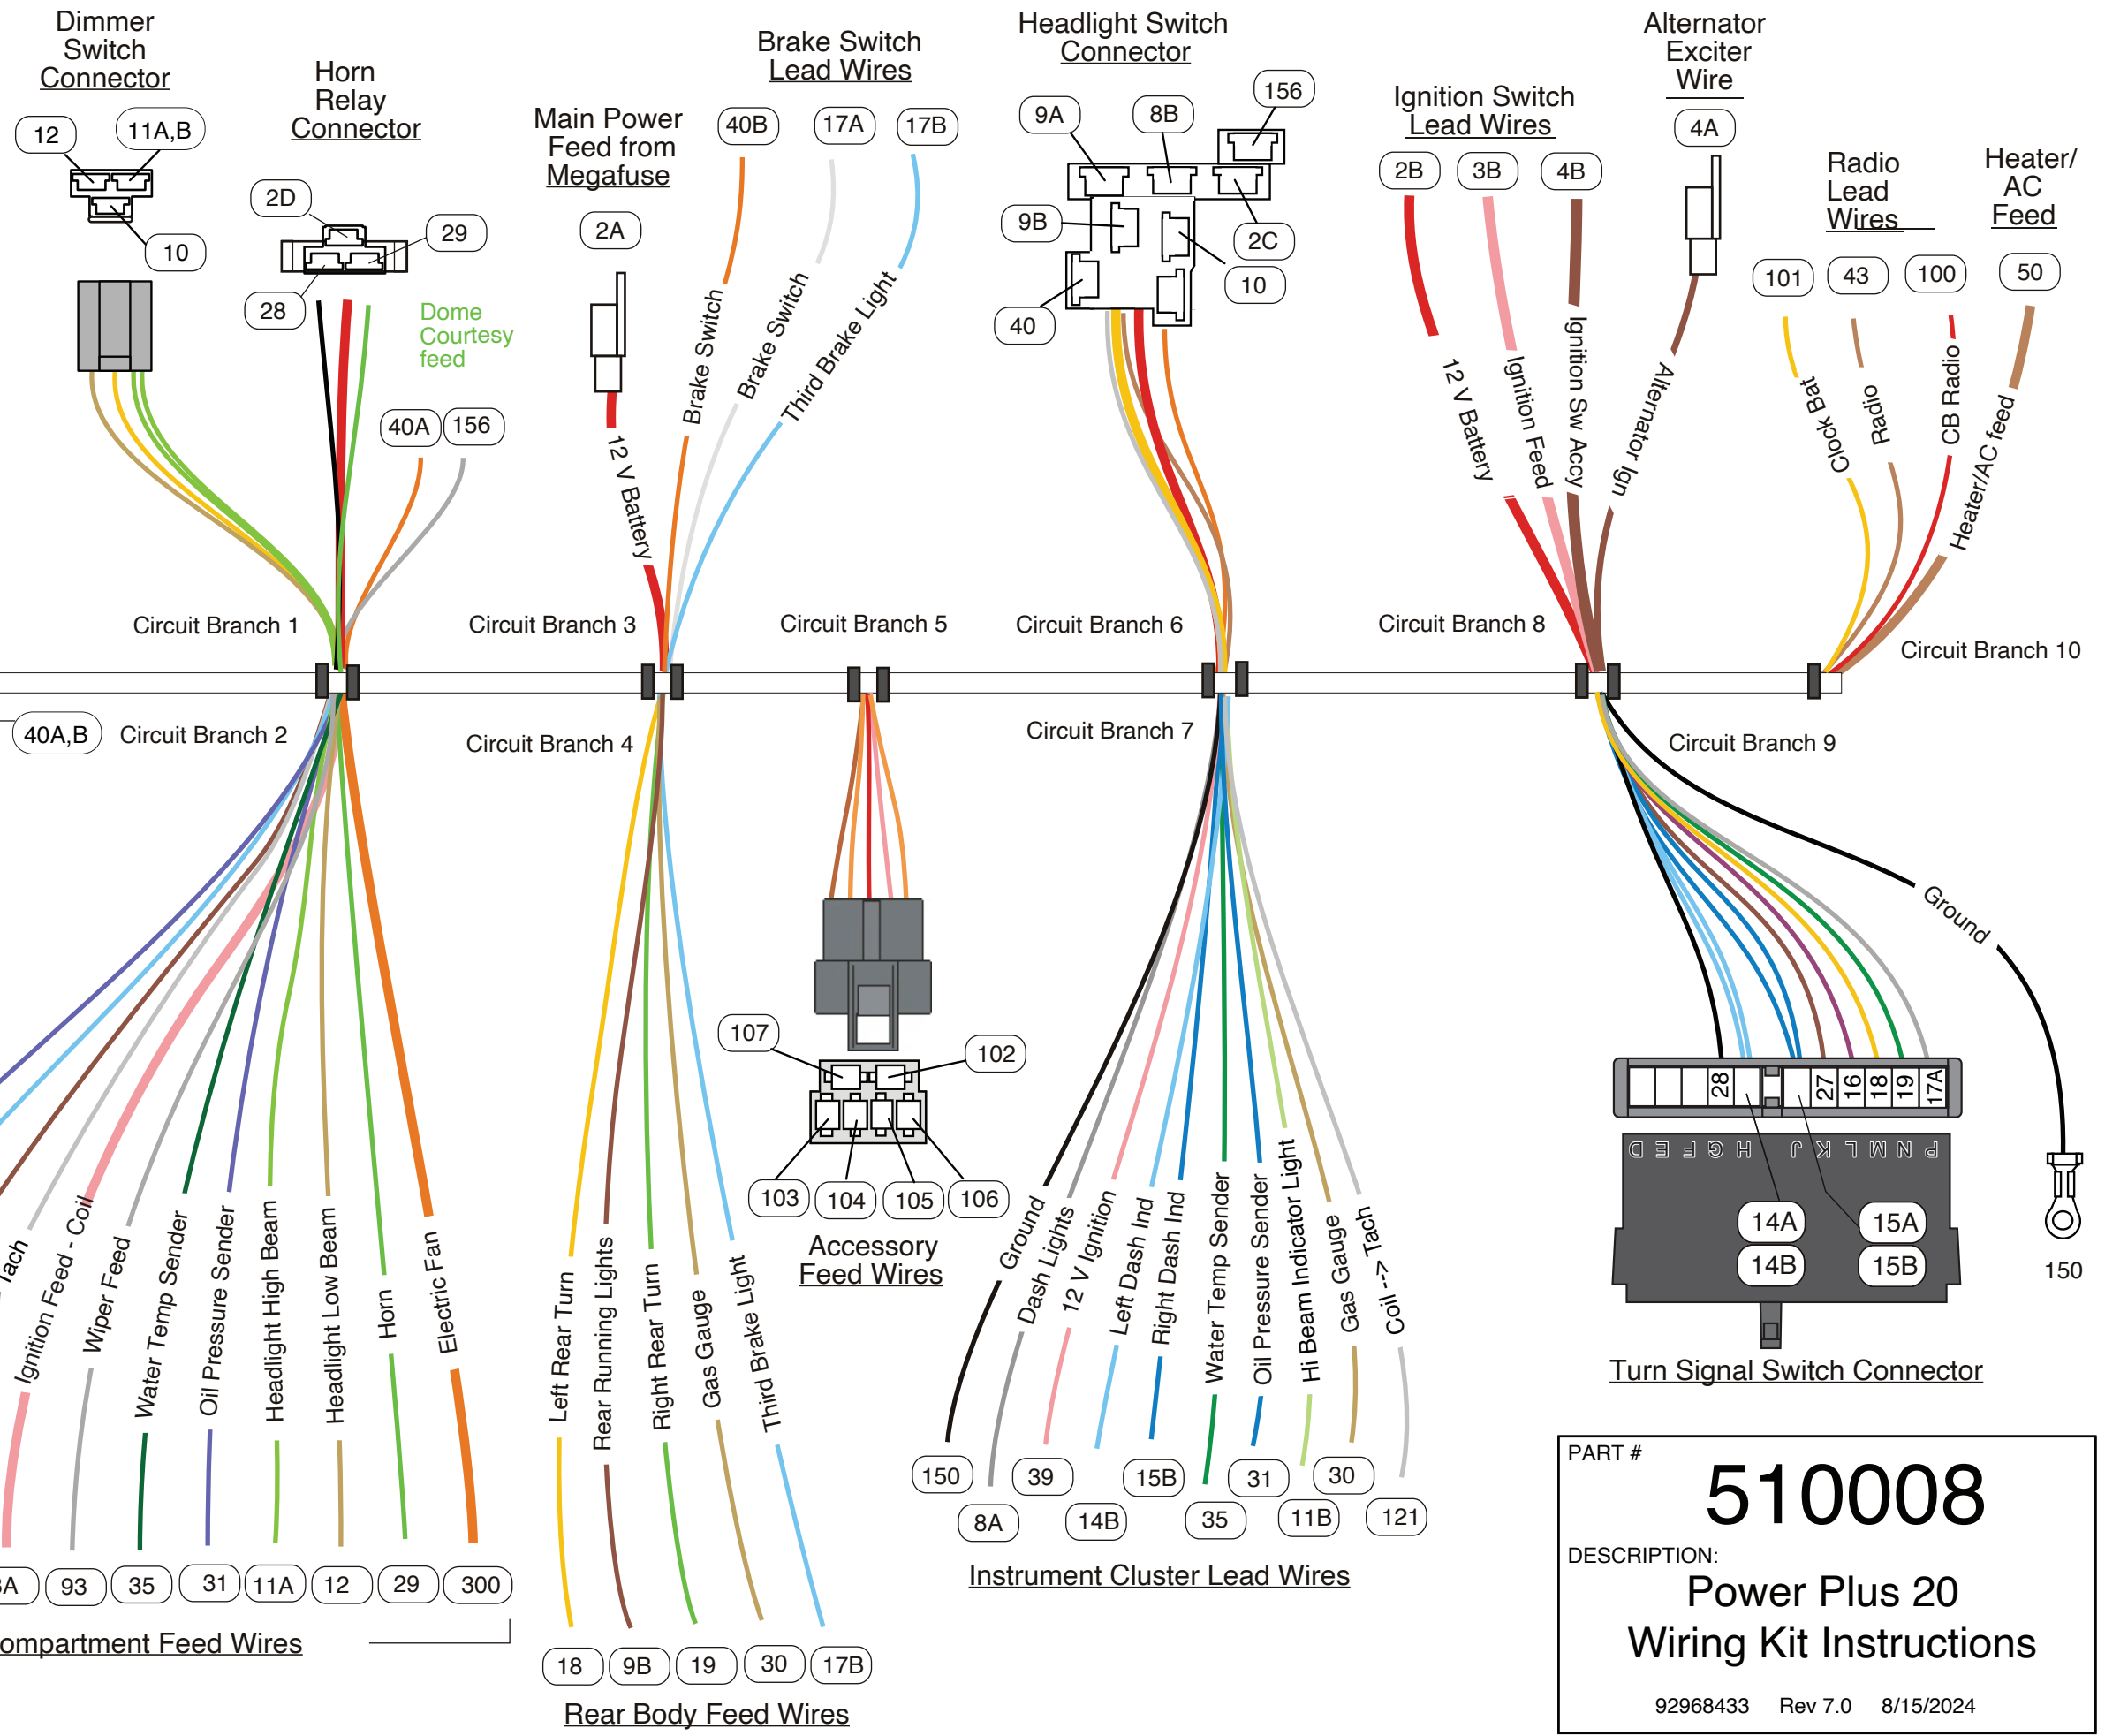 Dimmer
Switch
Connector
12
11A,B
10
Horn
Relay
Connector
2D
29
28
Dome
Courtesy
feed
40A
156
Main Power
Feed from
Megafuse
2A
12 V Battery
Brake Switch
Lead Wires
40B
17A
17B
Brake Switch
Brake Switch
Third Brake Light
Headlight Switch
Connector
156
9A
8B
9B
2C
10
40
Ignition Switch
Lead Wires
2B
3B
4B
12 V Battery
Ignition Feed
Ignition Sw Accy
Alternator
Exciter
Wire
4A
Alternator Ign
Radio
Lead
Wires
Heater/
AC
Feed
101
43
100
50
Clock Bat
Radio
CB Radio
Heater/AC feed
Circuit Branch 1
Circuit Branch 3
Circuit Branch 5
Circuit Branch 6
Circuit Branch 8
Circuit Branch 10
40A,B
Circuit Branch 2
Circuit Branch 4
Circuit Branch 7
Circuit Branch 9
Tach
Ignition Feed - Coil
Wiper Feed
Water Temp Sender
Oil Pressure Sender
Headlight High Beam
Headlight Low Beam
Horn
Electric Fan
93
35
31
11A
12
29
300
ompartment Feed Wires
Left Rear Turn
Rear Running Lights
Right Rear Turn
Gas Gauge
Third Brake Light
18
9B
19
30
17B
Rear Body Feed Wires
107
102
103
104
105
106
Accessory
Feed Wires
Ground
Dash Lights
12 V Ignition
Left Dash Ind
Right Dash Ind
Water Temp Sender
Oil Pressure Sender
Hi Beam Indicator Light
Gas Gauge
Coil ---> Tach
150
8A
39
14B
15B
35
31
11B
30
121
Instrument Cluster Lead Wires
Ground
150
28
27
16
18
19
17A
D E F G H J K L M N P
14A
14B
15A
15B
Turn Signal Switch Connector
PART #
510008
DESCRIPTION:
Power Plus 20
Wiring Kit Instructions
92968433 Rev 7.0 8/15/2024